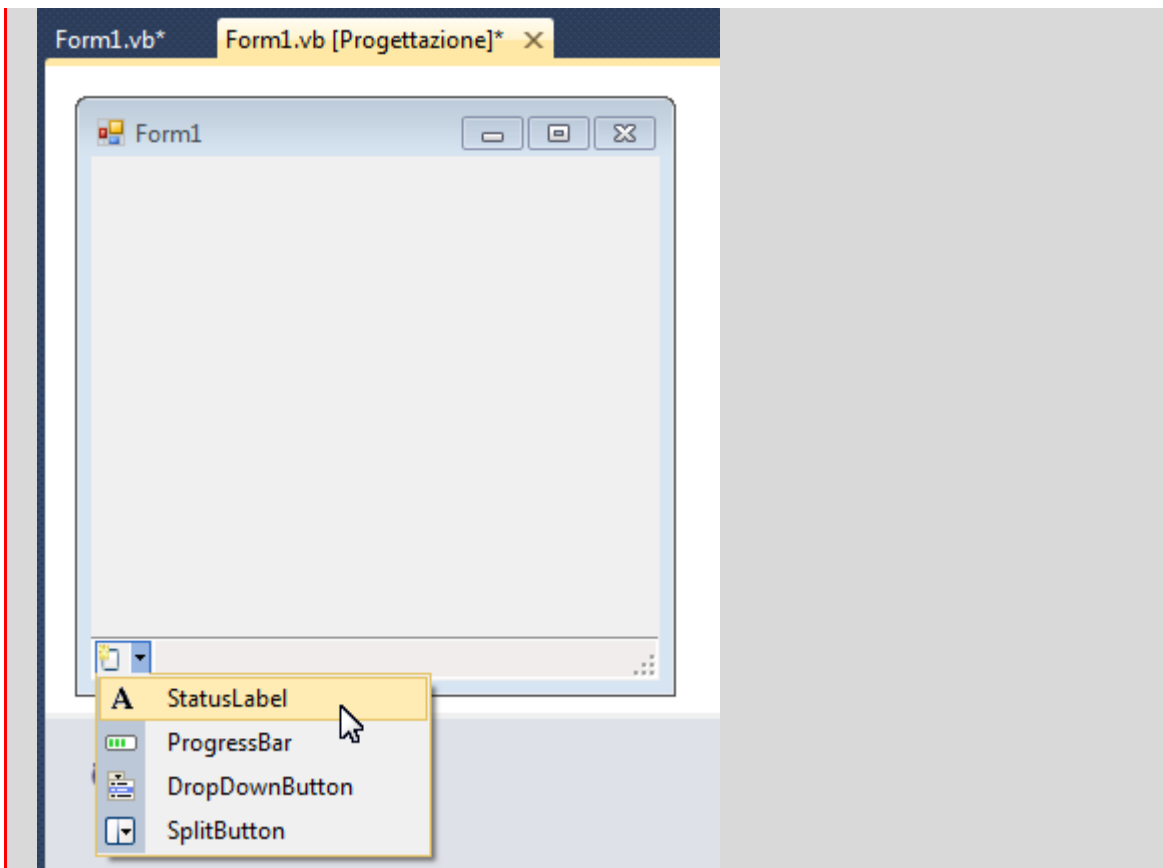 Form1.vb* Form1.vb [Progettazione]*
Form1
A StatusLabel
ProgressBar
DropDownButton
SplitButton